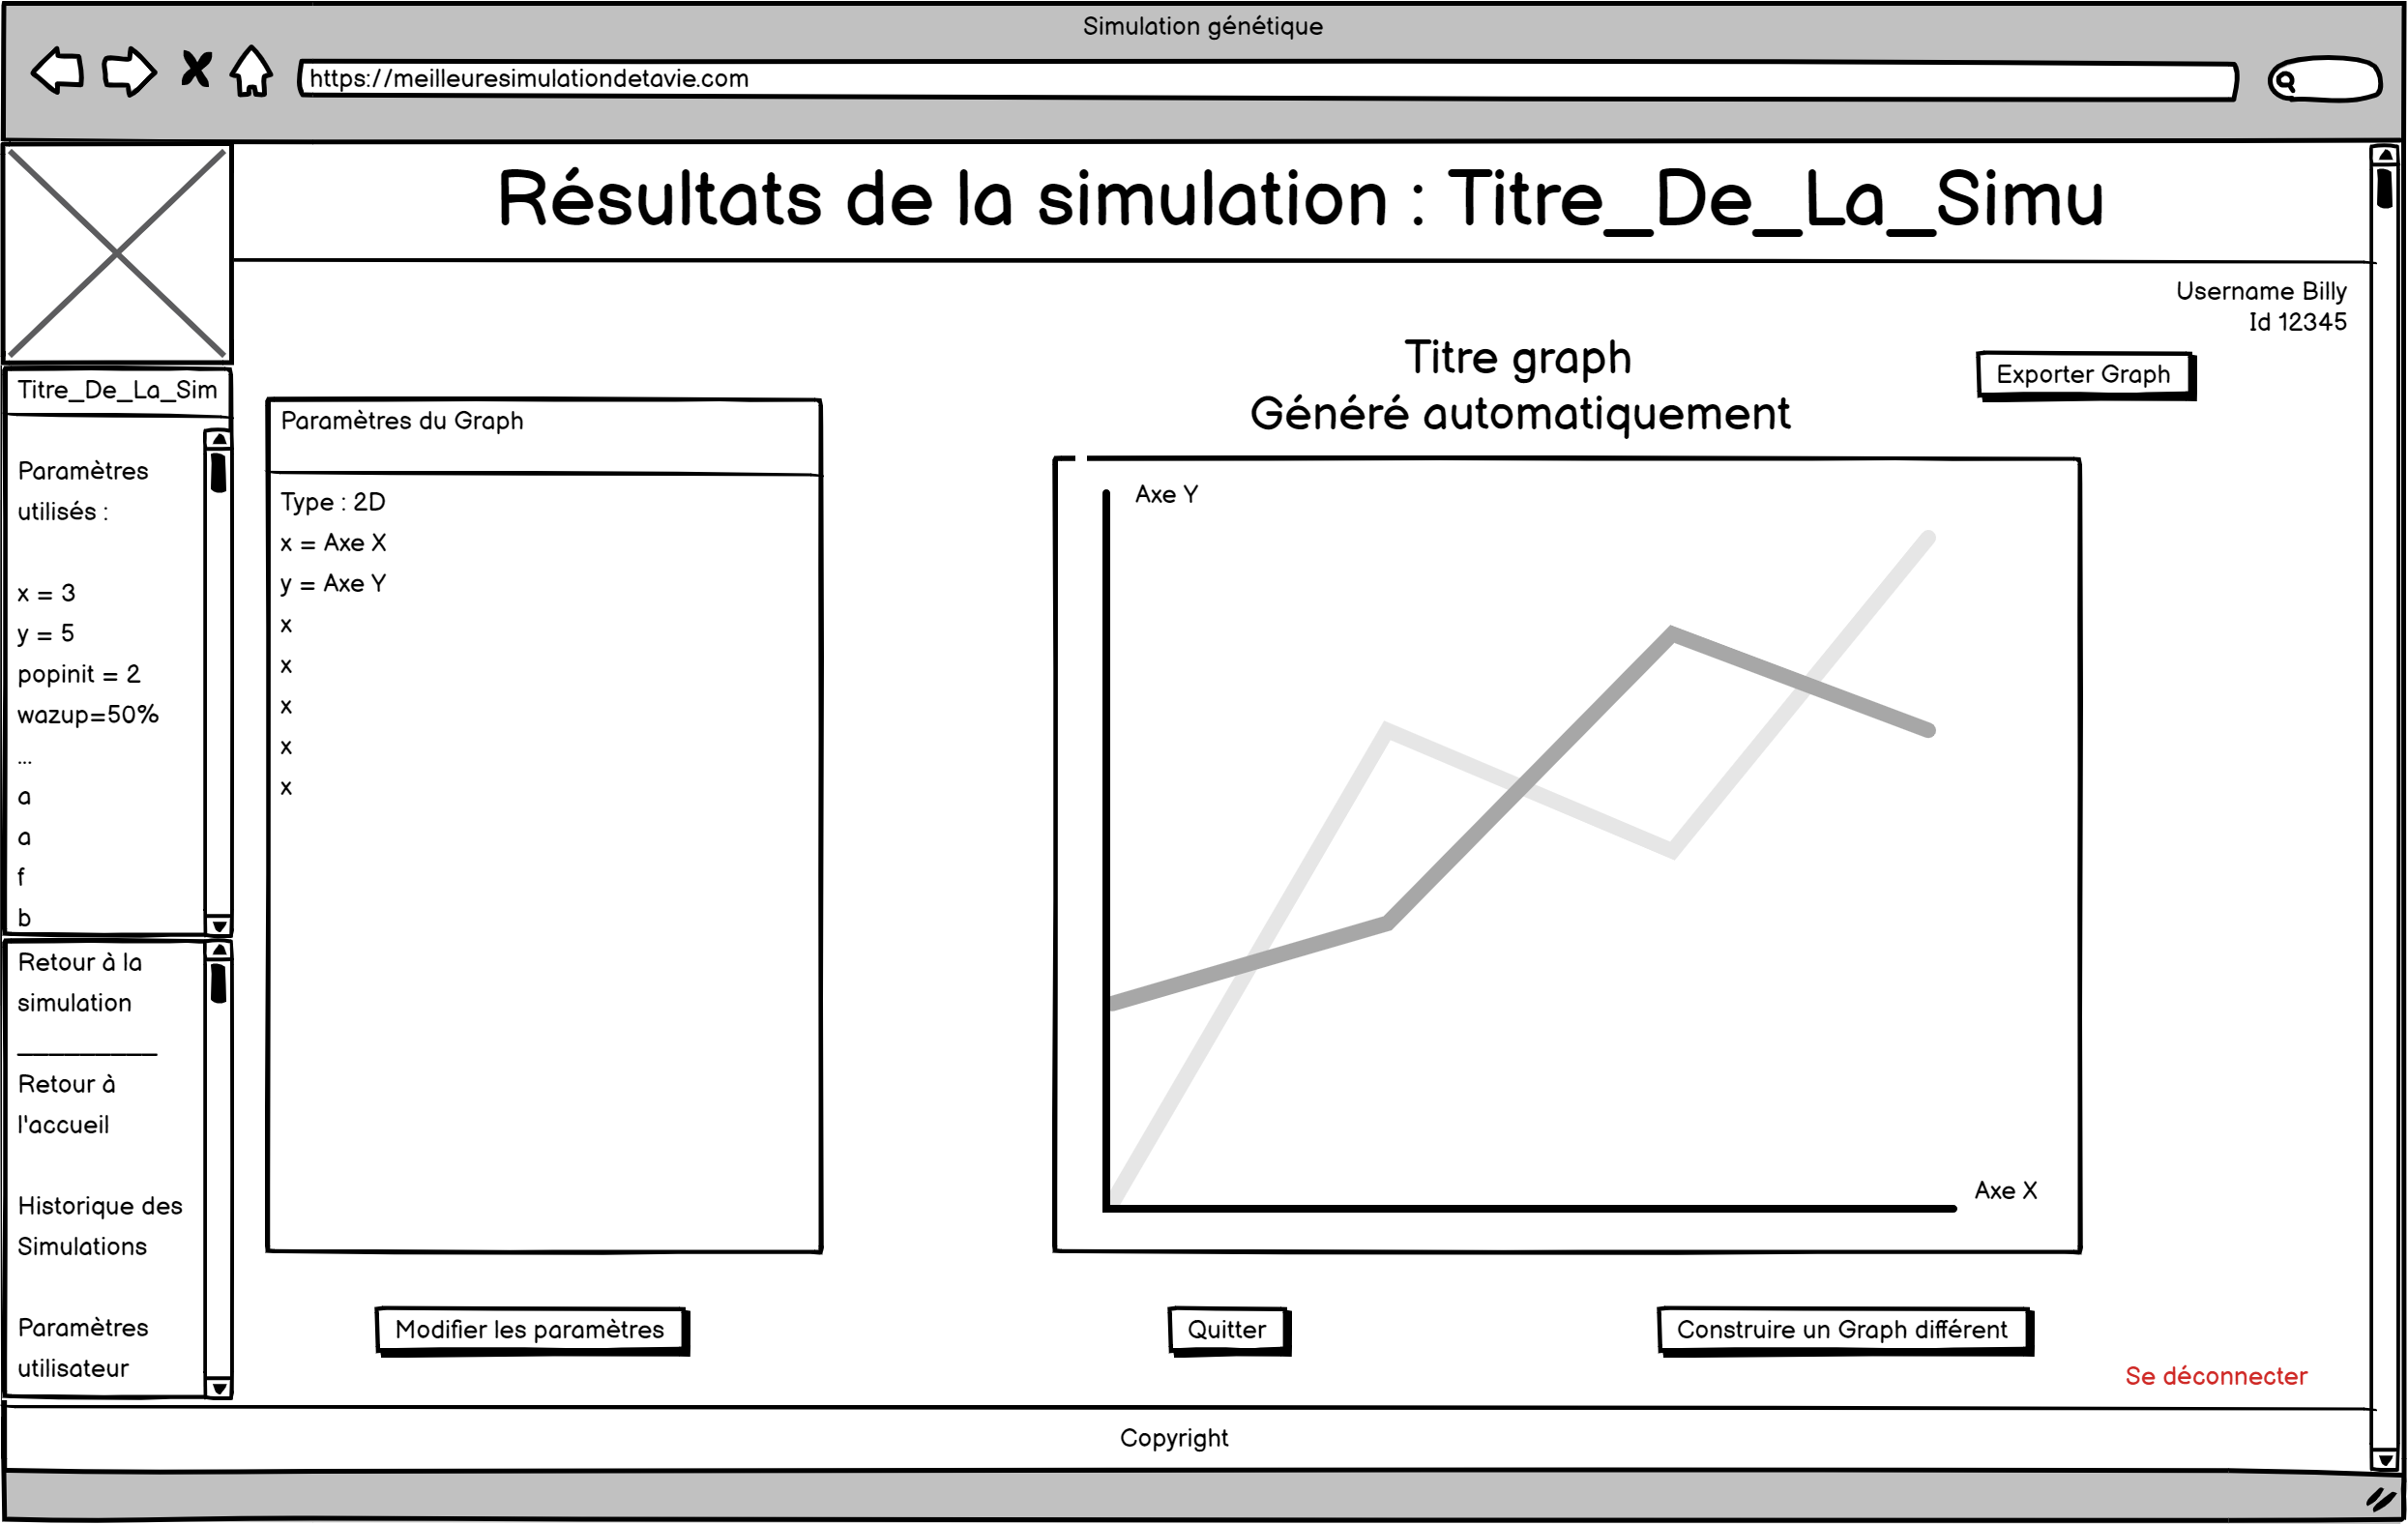 Simulation génétique
https://meilleuresimulationdetavie.com
Résultats de la simulation : Titre_De_La_Simu
Username Billy
Id 12345
Titre_De_La_Sim
Paramètres
utilisés :
x = 3
y = 5
popinit = 2
wazup=50%
...
a
a
f
b
Retour à la
simulation
__________
Retour à
l'accueil
Historique des
Simulations
Paramètres
utilisateur
Paramètres du Graph
Type : 2D
x = Axe X
y = Axe Y
x
x
x
x
x
Titre graph
Généré automatiquement
Exporter Graph
Axe Y
Axe X
Modifier les paramètres
Quitter
Construire un Graph différent
Se déconnecter
Copyright